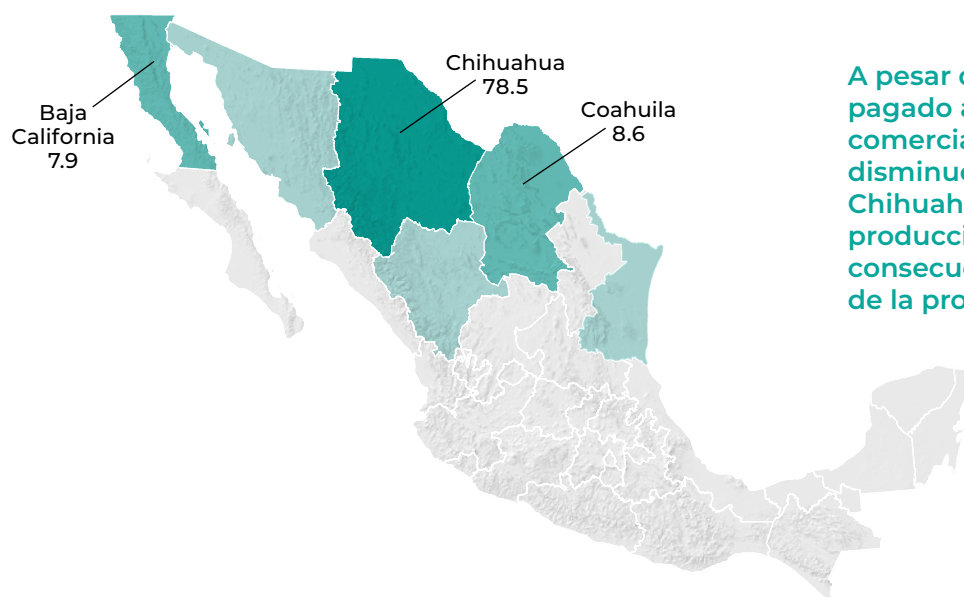 Baja
California
7.9
Chihuahua
78.5
Coahuila
8.6
A pesar
pagado
comercia
disminu
Chihuah
producci
consecu
de la pro